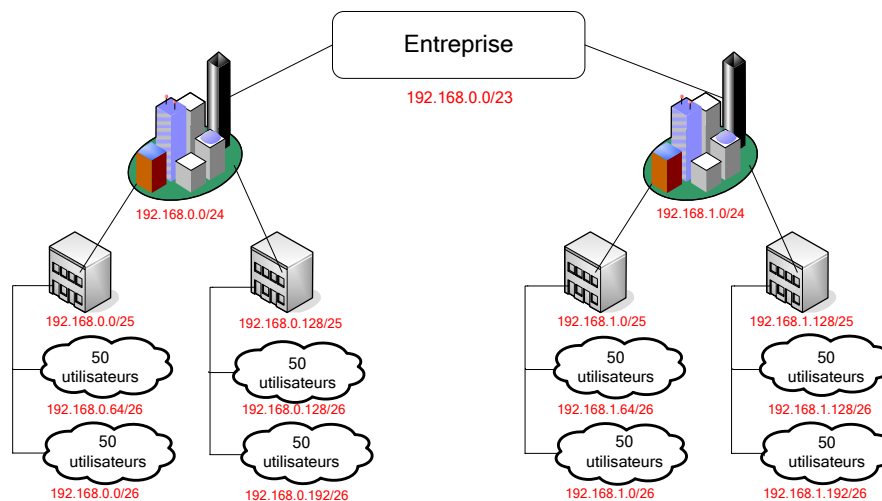 Entreprise
192.168.0.0/23
192.168.0.0/24
192.168.1.0/24
192.168.0.0/25
192.168.0.128/25
192.168.1.0/25
192.168.1.128/25
50
utilisateurs
50
utilisateurs
50
utilisateurs
50
utilisateurs
192.168.0.64/26
192.168.0.128/26
192.168.1.64/26
192.168.1.128/26
50
utilisateurs
50
utilisateurs
50
utilisateurs
50
utilisateurs
192.168.0.0/26
192.168.0.192/26
192.168.1.0/26
192.168.1.192/26